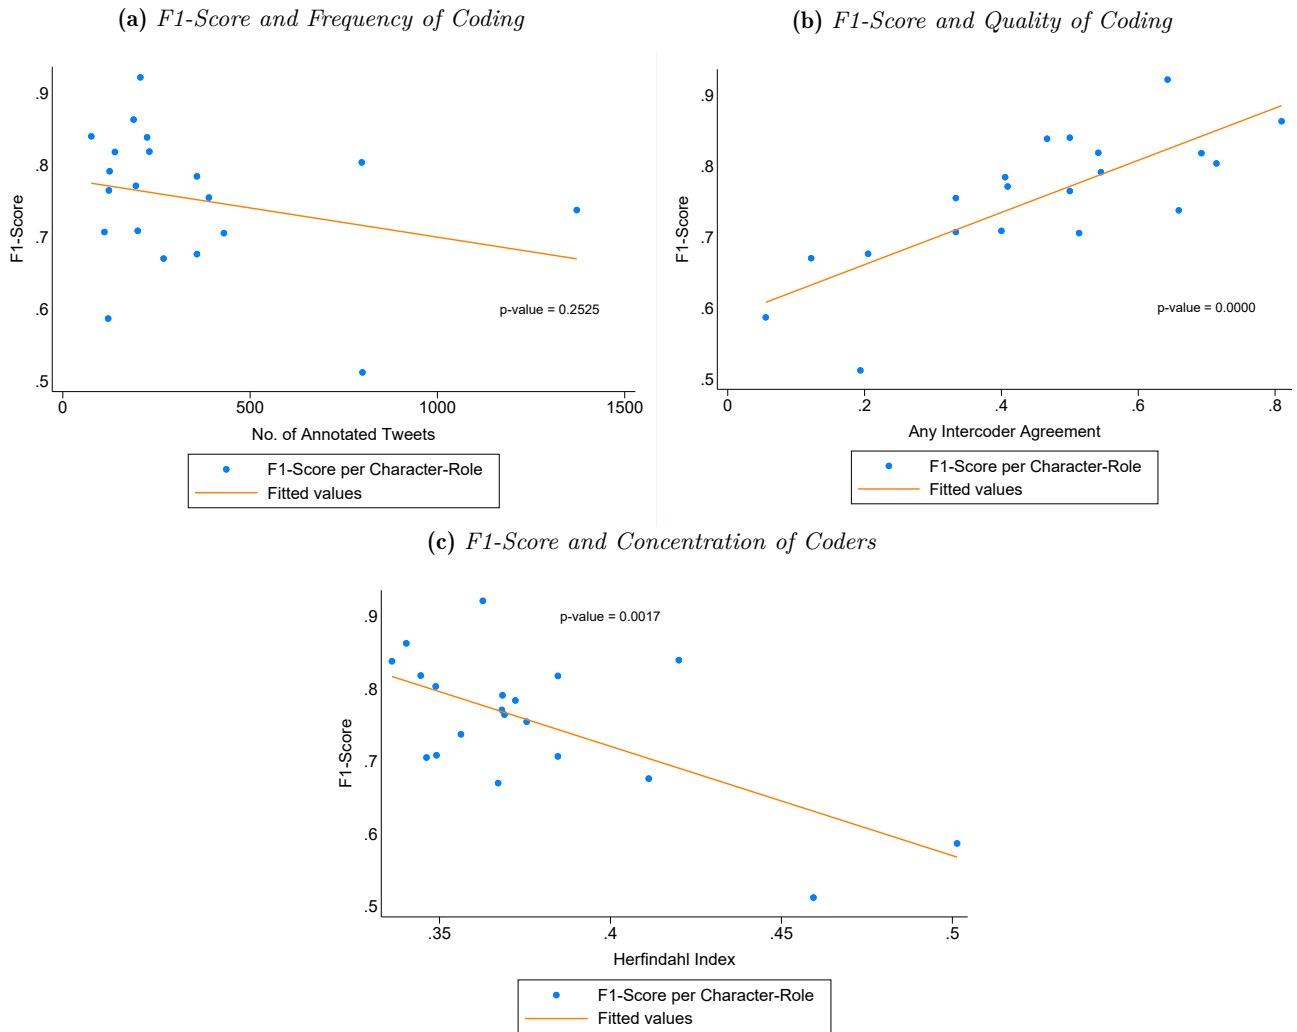 (a) F1-Score and Frequency of Coding
.9
.8
.7
.6
.5
F1-Score
p-value = 0.2525
0 500 1000 1500
No. of Annotated Tweets
F1-Score per Character-Role
Fitted values
(b) F1-Score and Quality of Coding
.9
.8
.7
.6
.5
F1-Score
p-value = 0.0000
0 .2 .4 .6 .8
Any Intercoder Agreement
F1-Score per Character-Role
Fitted values
(c) F1-Score and Concentration of Coders
.9
.8
.7
.6
.5
F1-Score
p-value = 0.0017
.35 .4 .45 .5
Herfindahl Index
F1-Score per Character-Role
Fitted values